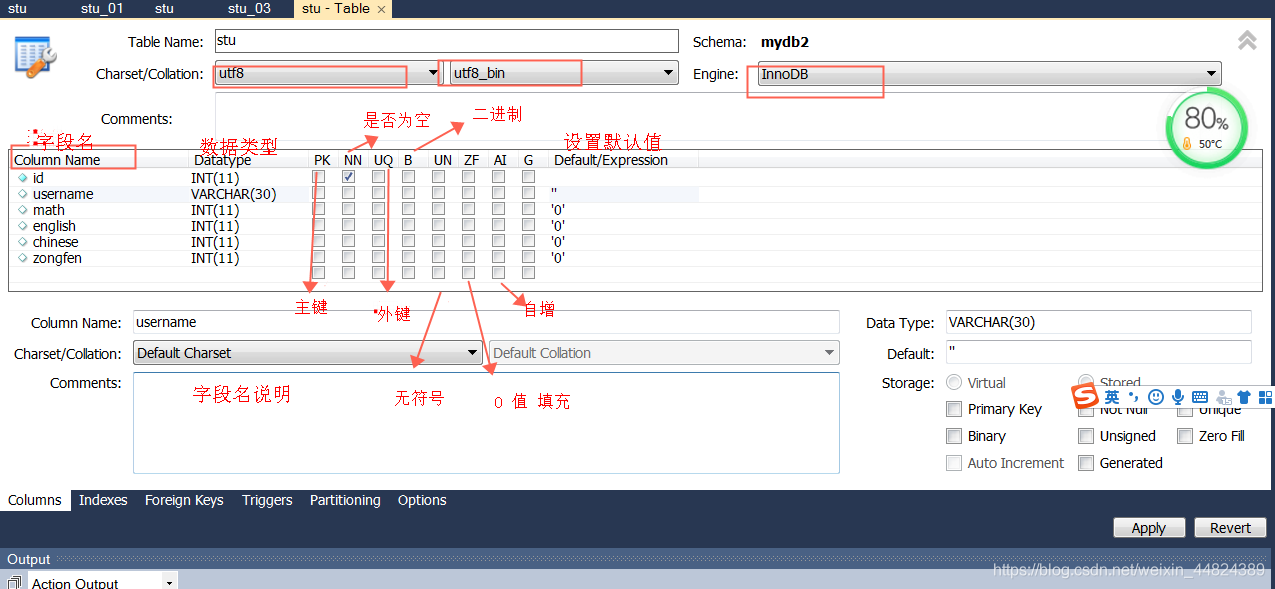 stu stu_01 stu stu_03 stu - Table
Table Name: stu Schema: mydb2
Charset/Collation: utf8 utf8_bin Engine: InnoDB
Comments:
是否为空 二进制
字段名 数据类型 设置默认值
80%
50°C
Column Name Datatype PK NN UQ B UN ZF AI G Default/Expression
id INT(11)
username VARCHAR(30) ''
math INT(11) '0'
english INT(11) '0'
chinese INT(11) '0'
zongfen INT(11) '0'
主键 外键 自增
Column Name: username Data Type: VARCHAR(30)
Charset/Collation: Default Charset Default Collation Default: ''
Comments: 字段名说明 无符号 0 值 填充 Storage: Virtual Stored
英
Primary Key Not Null Unique
Binary Unsigned Zero Fill
Auto Increment Generated
Columns Indexes Foreign Keys Triggers Partitioning Options
Apply Revert
Output
Action Output
https://blog.csdn.net/weixin_44824389